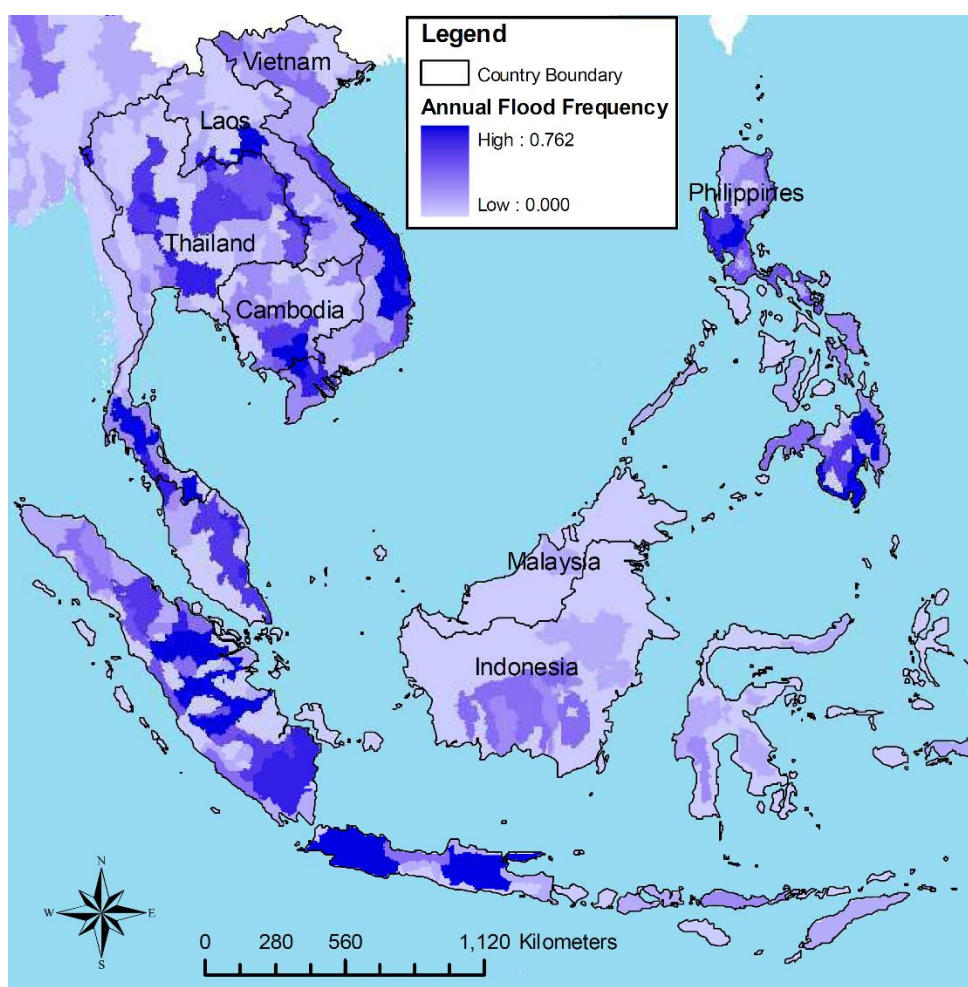 Legend
Country Boundary
Annual Flood Frequency
High : 0.762
Low : 0.000
Vietnam
Laos
Philippines
Thailand
Cambodia
Malaysia
Indonesia
N
W E
S
0 280 560 1,120 Kilometers